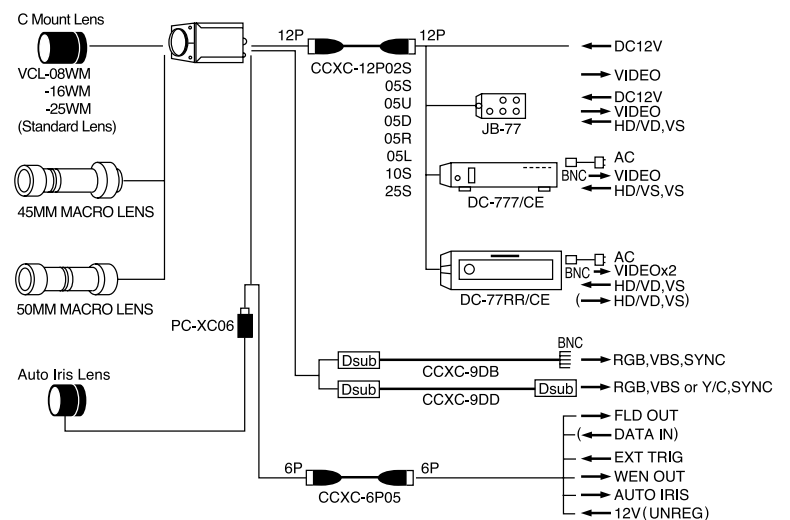 C Mount Lens
VCL-08WM
-16WM
-25WM
(Standard Lens)
45MM MACRO LENS
50MM MACRO LENS
PC-XC06
Auto Iris Lens
12P
12P
CCXC-12P02S
05S
05U
05D
05R
05L
10S
25S
DC12V
VIDEO
DC12V
VIDEO
HD/VD,VS
JB-77
AC
BNC
VIDEO
HD/VS,VS
DC-777/CE
AC
BNC
VIDEOx2
HD/VD,VS
( HD/VD,VS)
DC-77RR/CE
BNC
Dsub
CCXC-9DB
RGB,VBS,SYNC
Dsub
CCXC-9DD
Dsub
RGB,VBS or Y/C,SYNC
6P
6P
CCXC-6P05
FLD OUT
( DATA IN)
EXT TRIG
WEN OUT
AUTO IRIS
12V(UNREG)